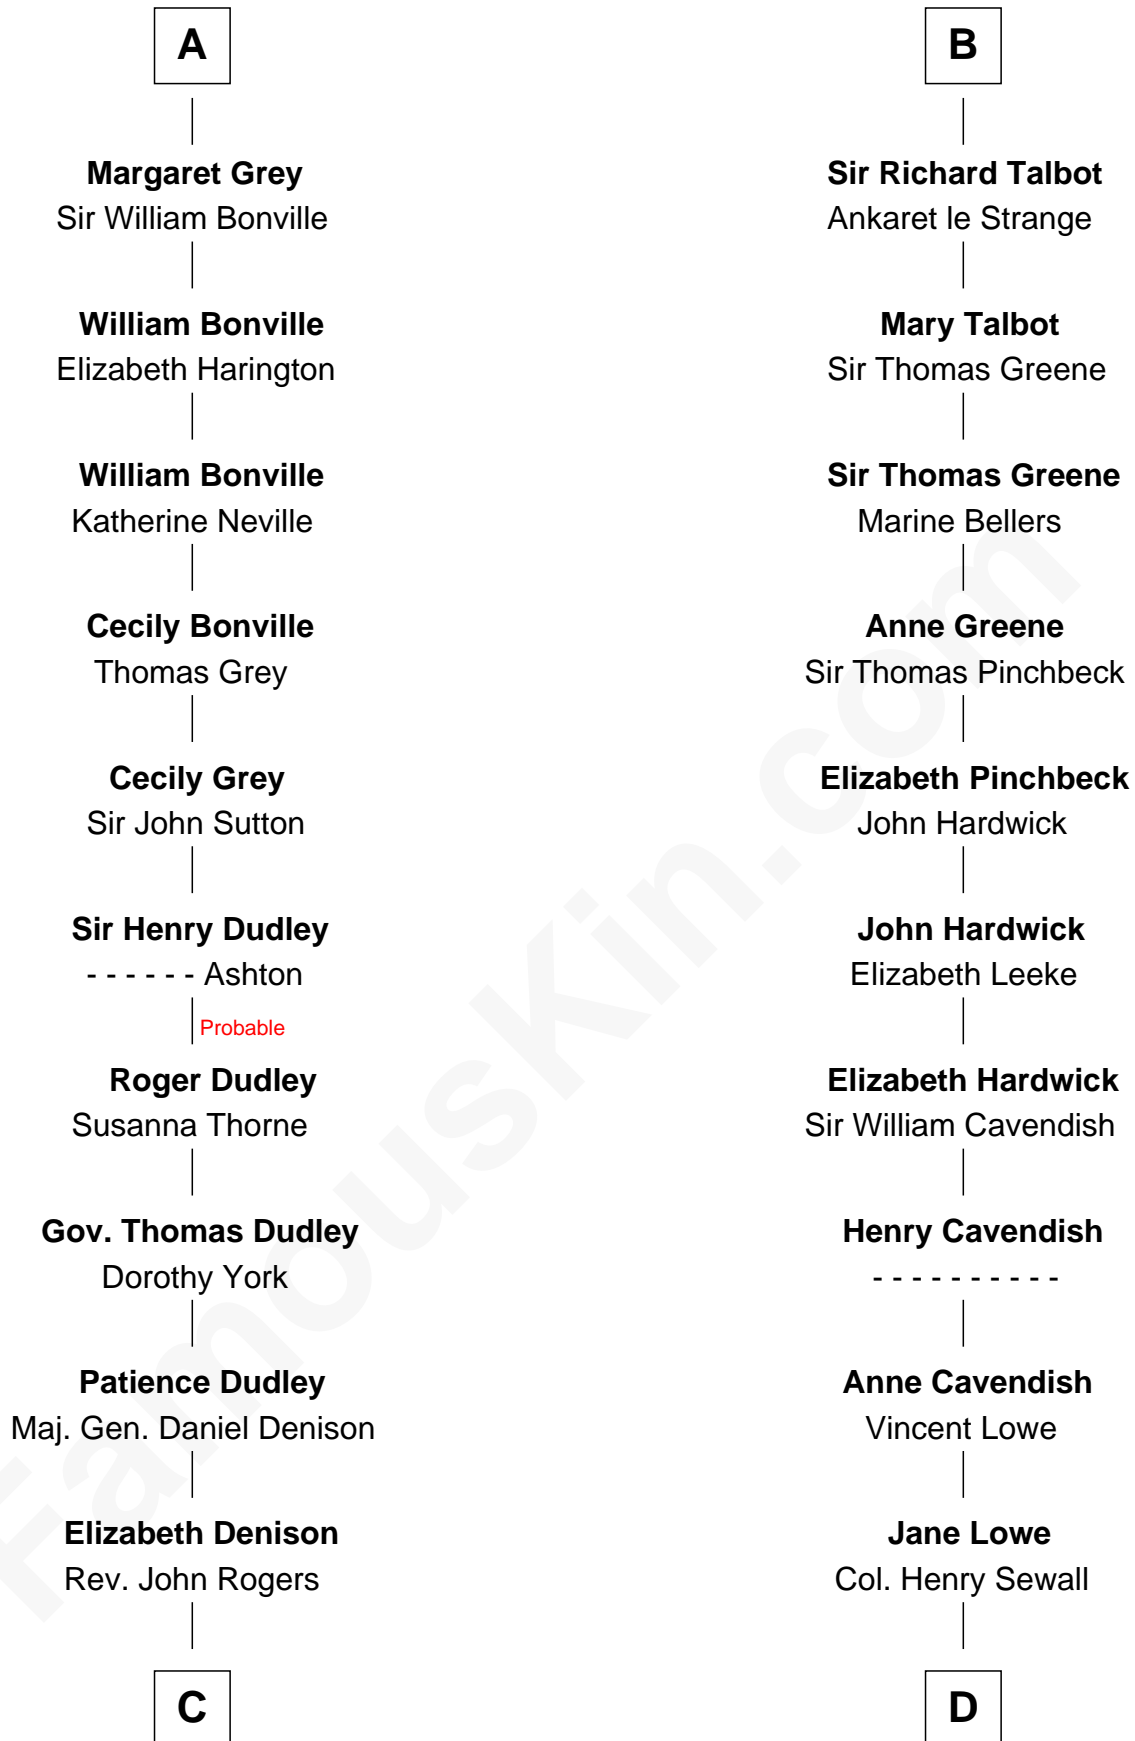 A
Margaret Grey
Sir William Bonville
William Bonville
Elizabeth Harington
William Bonville
Katherine Neville
Cecily Bonville
Thomas Grey
Cecily Grey
Sir John Sutton
Sir Henry Dudley
- - - - - - Ashton
Probable
Roger Dudley
Susanna Thorne
Gov. Thomas Dudley
Dorothy York
Patience Dudley
Maj. Gen. Daniel Denison
Elizabeth Denison
Rev. John Rogers
C
B
Sir Richard Talbot
Ankaret le Strange
Mary Talbot
Sir Thomas Greene
Sir Thomas Greene
Marine Bellers
Anne Greene
Sir Thomas Pinchbeck
Elizabeth Pinchbeck
John Hardwick
John Hardwick
Elizabeth Leeke
Elizabeth Hardwick
Sir William Cavendish
Henry Cavendish
- - - - - - - - - -
Anne Cavendish
Vincent Lowe
Jane Lowe
Col. Henry Sewall
D
FamousKin.com